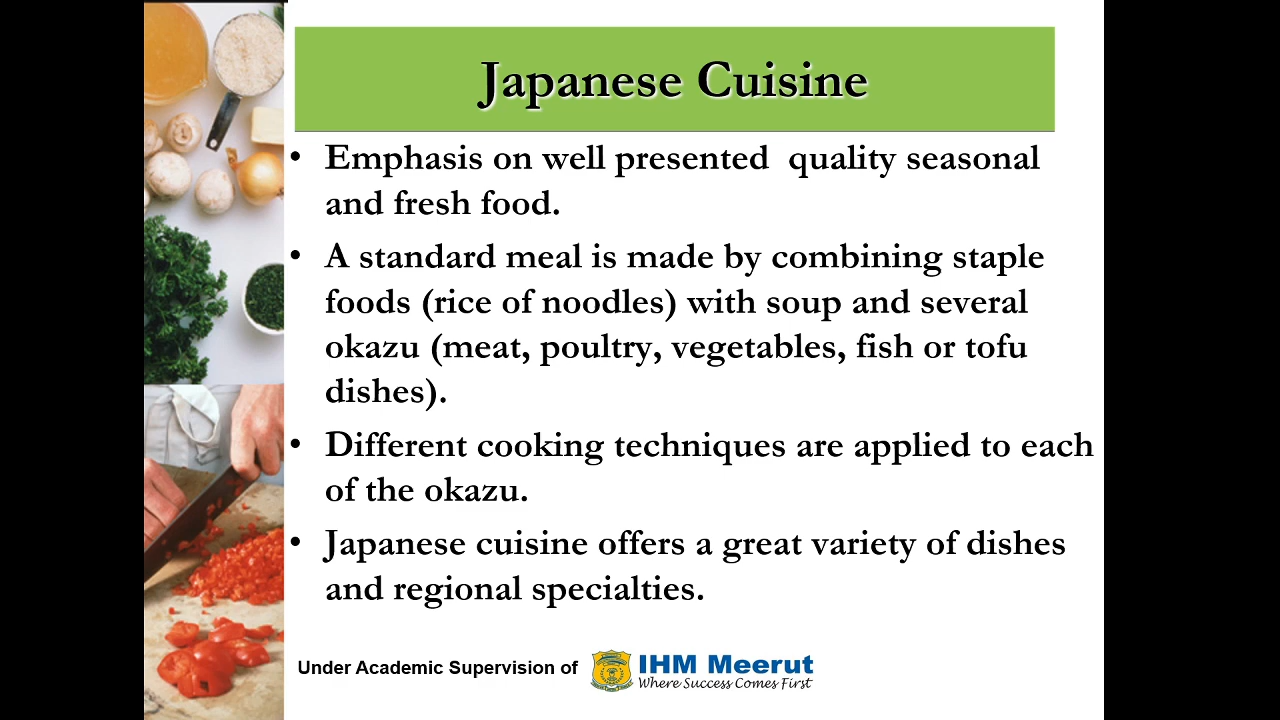 Japanese Cuisine
• Emphasis on well presented  quality seasonal
and fresh food.
• A standard meal is made by combining staple
foods (rice of noodles) with soup and several
okazu (meat, poultry, vegetables, fish or tofu
dishes).
• Different cooking techniques are applied to each
of the okazu.
• Japanese cuisine offers a great variety of dishes
and regional specialties.
Under Academic Supervision of
IHM Meerut
Where Success Comes First